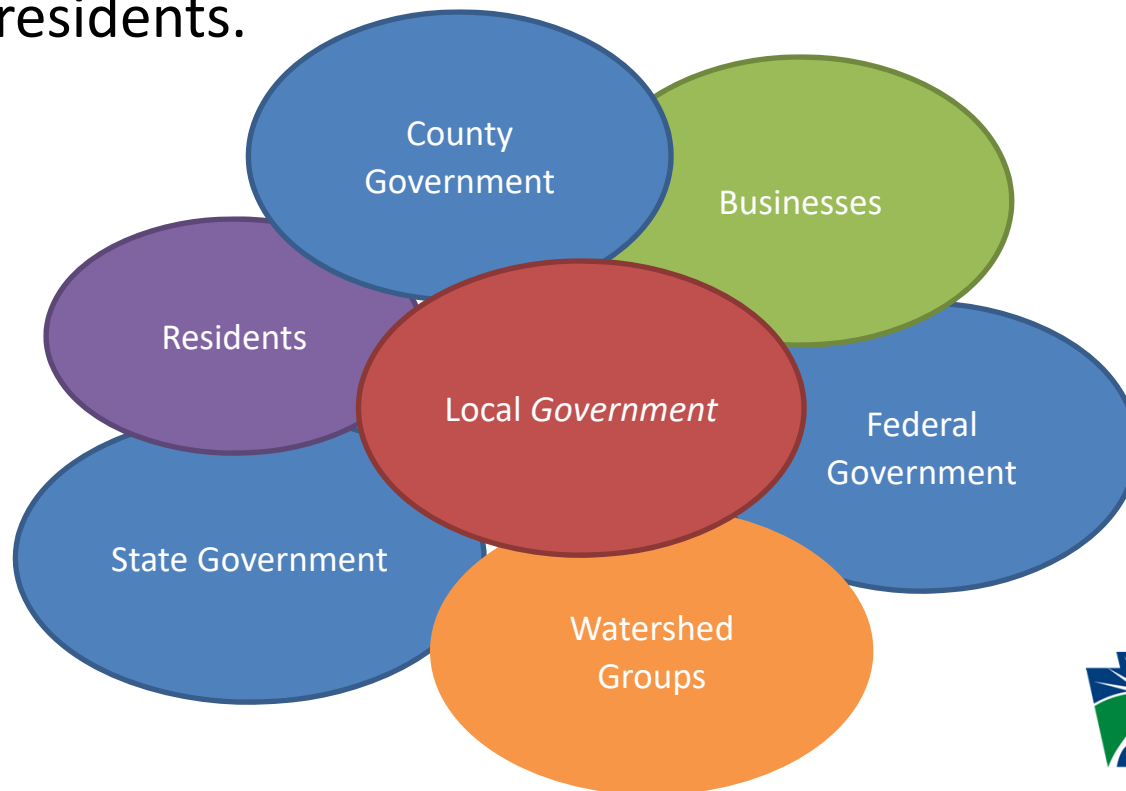 residents.
County
Government
Businesses
Residents
Local Government
Federal
Government
State Government
Watershed
Groups